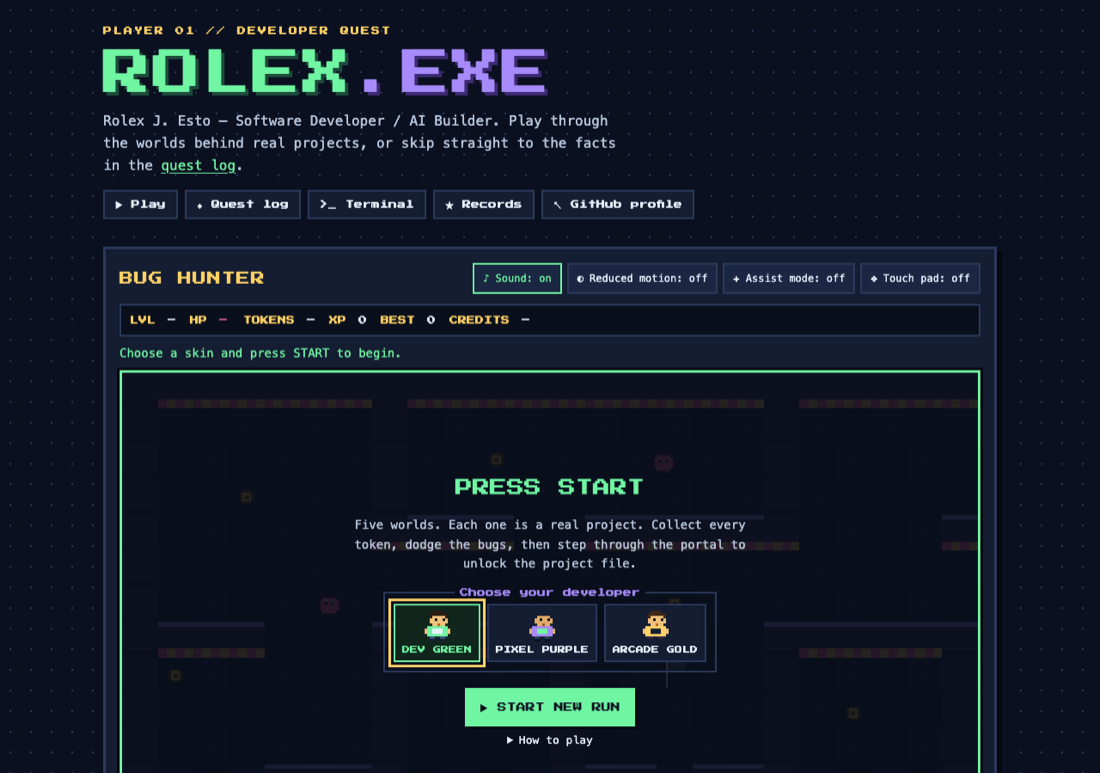 PLAYER 01 // DEVELOPER QUEST
ROLEX.EXE
Rolex J. Esto — Software Developer / AI Builder. Play through
the worlds behind real projects, or skip straight to the facts
in the quest log.
▶ Play ⬩ Quest log >_ Terminal ★ Records ↖ GitHub profile
BUG HUNTER ♪ Sound: on ◐ Reduced motion: off ✚ Assist mode: off ✥ Touch pad: off
LVL — HP — TOKENS — XP 0 BEST 0 CREDITS —
Choose a skin and press START to begin.
PRESS START
Five worlds. Each one is a real project. Collect every
token, dodge the bugs, then step through the portal to
unlock the project file.
Choose your developer
DEV GREEN PIXEL PURPLE ARCADE GOLD
▶ START NEW RUN
▶ How to play